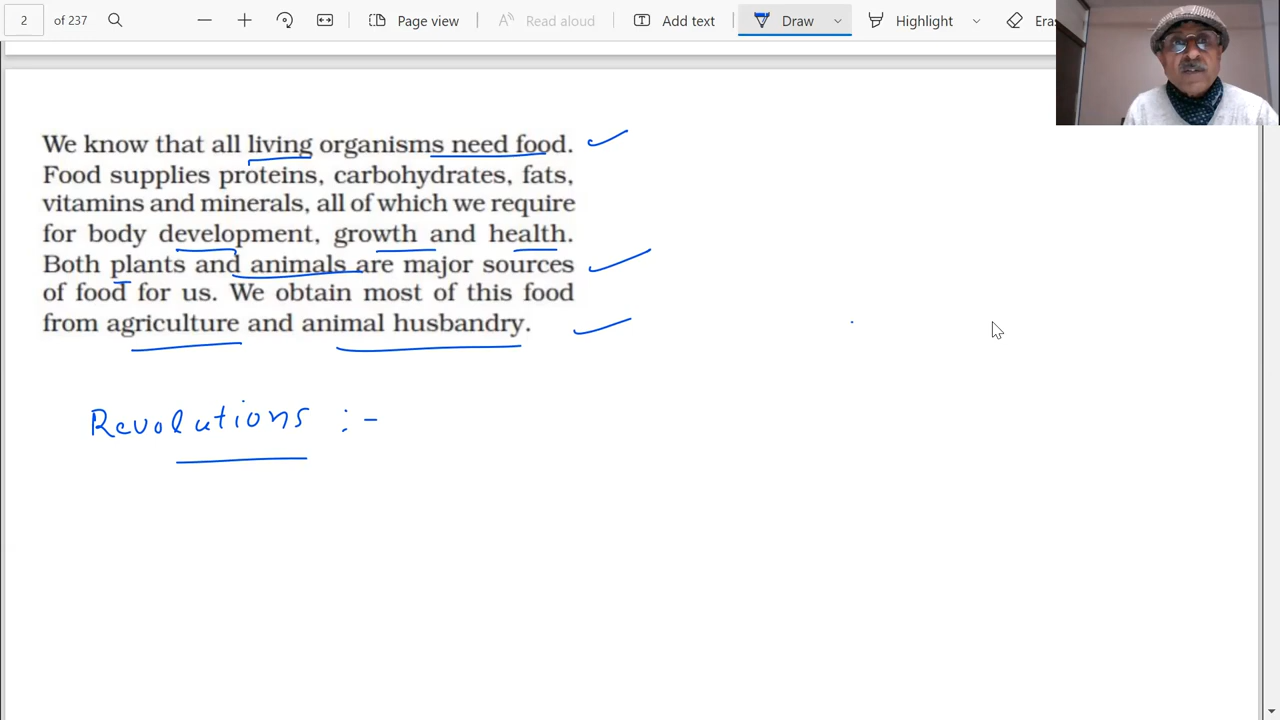 2 of 237 Page view Read aloud Add text Draw Highlight
We know that all living organisms need food.
Food supplies proteins, carbohydrates, fats,
vitamins and minerals, all of which we require
for body development, growth and health.
Both plants and animals are major sources
of food for us. We obtain most of this food
from agriculture and animal husbandry.
Revolutions :-